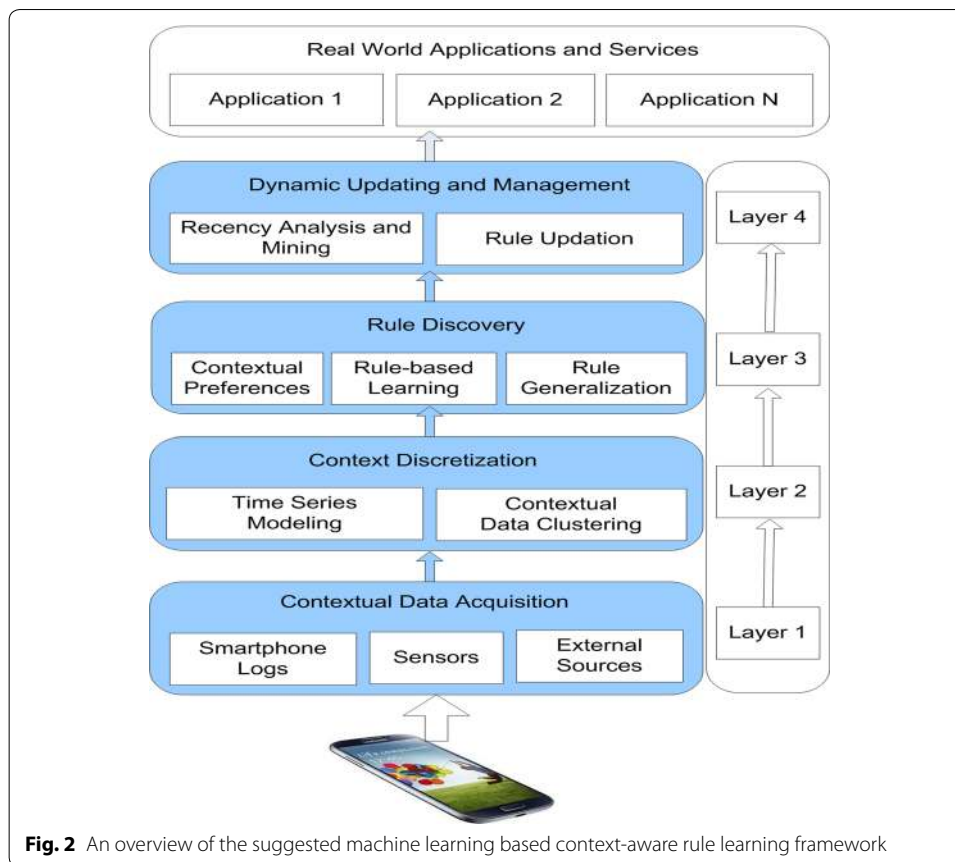 Real World Applications and Services
Application 1
Application 2
Application N
Dynamic Updating and Management
Recency Analysis and
Mining
Rule Updation
Layer 4
Rule Discovery
Contextual
Preferences
Rule-based
Learning
Rule
Generalization
Layer 3
Context Discretization
Time Series
Modeling
Contextual
Data Clustering
Layer 2
Contextual Data Acquisition
Smartphone
Logs
Sensors
External
Sources
Layer 1
Fig. 2 An overview of the suggested machine learning based context-aware rule learning framework